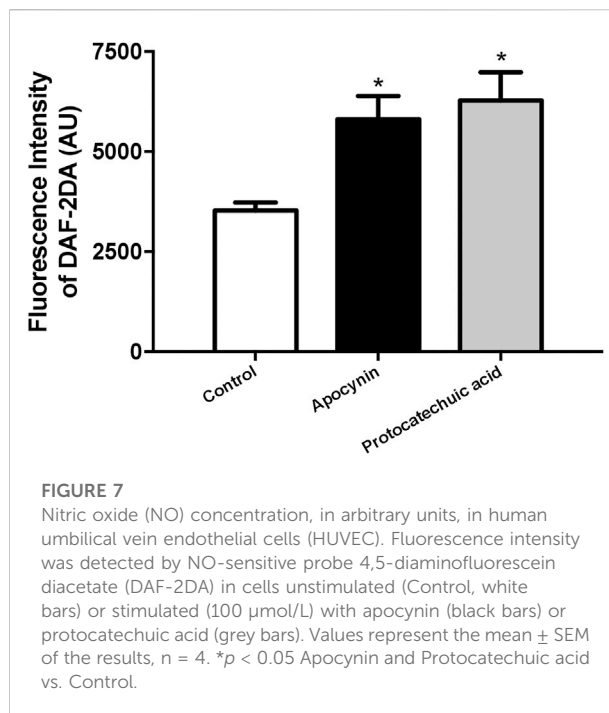 7500
5000
2500
0
Fluorescence Intensity
of DAF-2DA (AU)
*
*
Control
Apocynin
Protocatechuic acid
FIGURE 7
Nitric oxide (NO) concentration, in arbitrary units, in human
umbilical vein endothelial cells (HUVEC). Fluorescence intensity
was detected by NO-sensitive probe 4,5-diaminofluorescein
diacetate (DAF-2DA) in cells unstimulated (Control, white
bars) or stimulated (100 μmol/L) with apocynin (black bars) or
protocatechuic acid (grey bars). Values represent the mean ± SEM
of the results, n = 4. *p < 0.05 Apocynin and Protocatechuic acid
vs. Control.